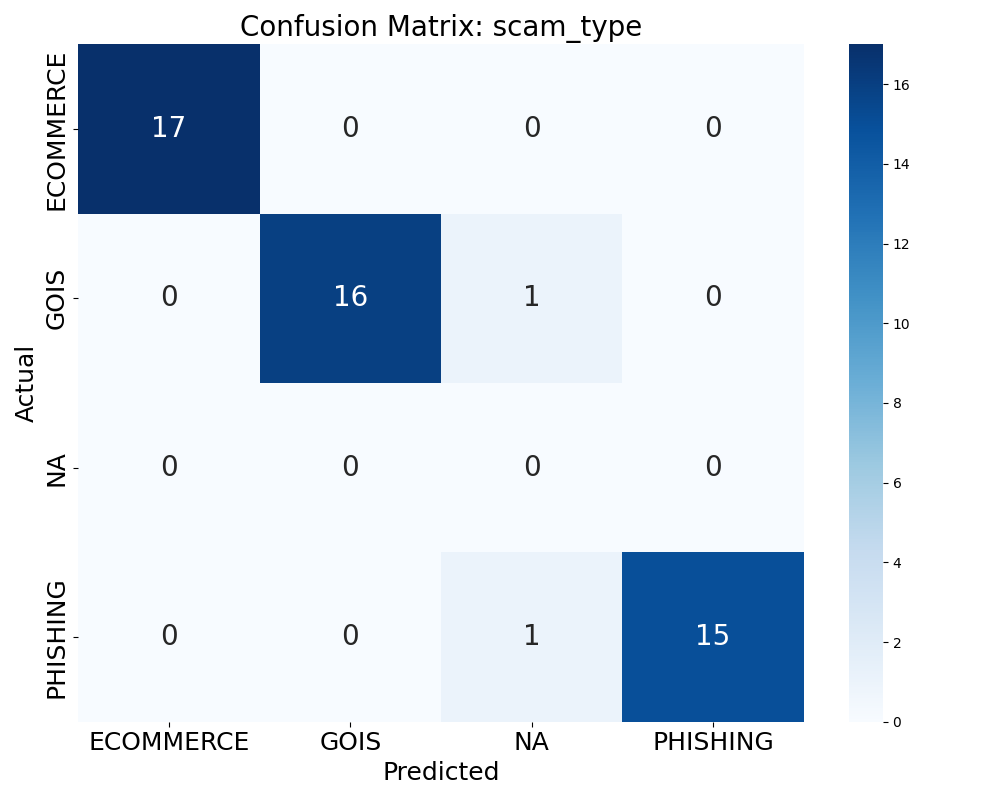 Confusion Matrix: scam_type
ECOMMERCE
17 0 0 0
GOIS
0 16 1 0
NA
0 0 0 0
PHISHING
0 0 1 15
Actual
ECOMMERCE GOIS NA PHISHING
Predicted
16
14
12
10
8
6
4
2
0